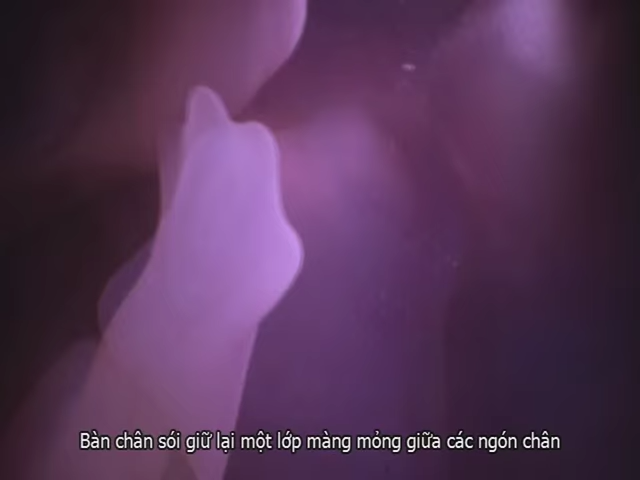 Bàn chân sói giữ lại một lớp màng mỏng giữa các ngón chân